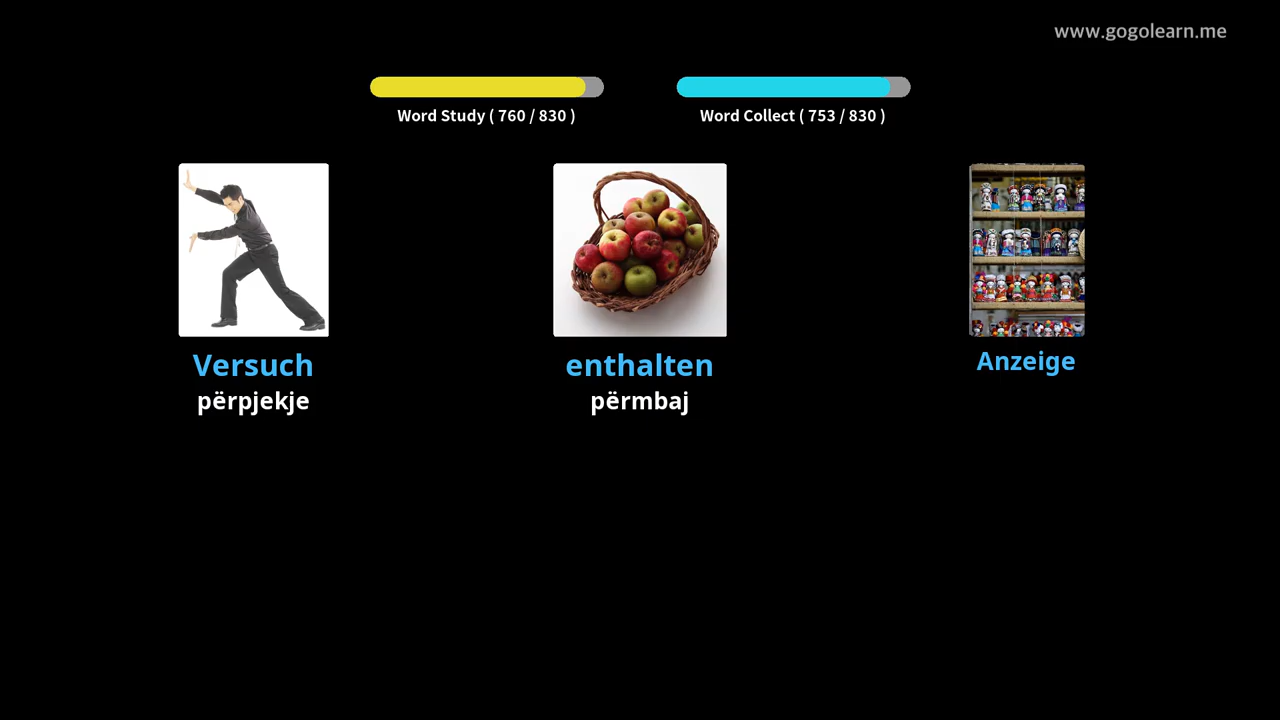 www.gogolearn.me
Word Study ( 760 / 830 )
Word Collect ( 753 / 830 )
Versuch
përpjekje
enthalten
përmbaj
Anzeige